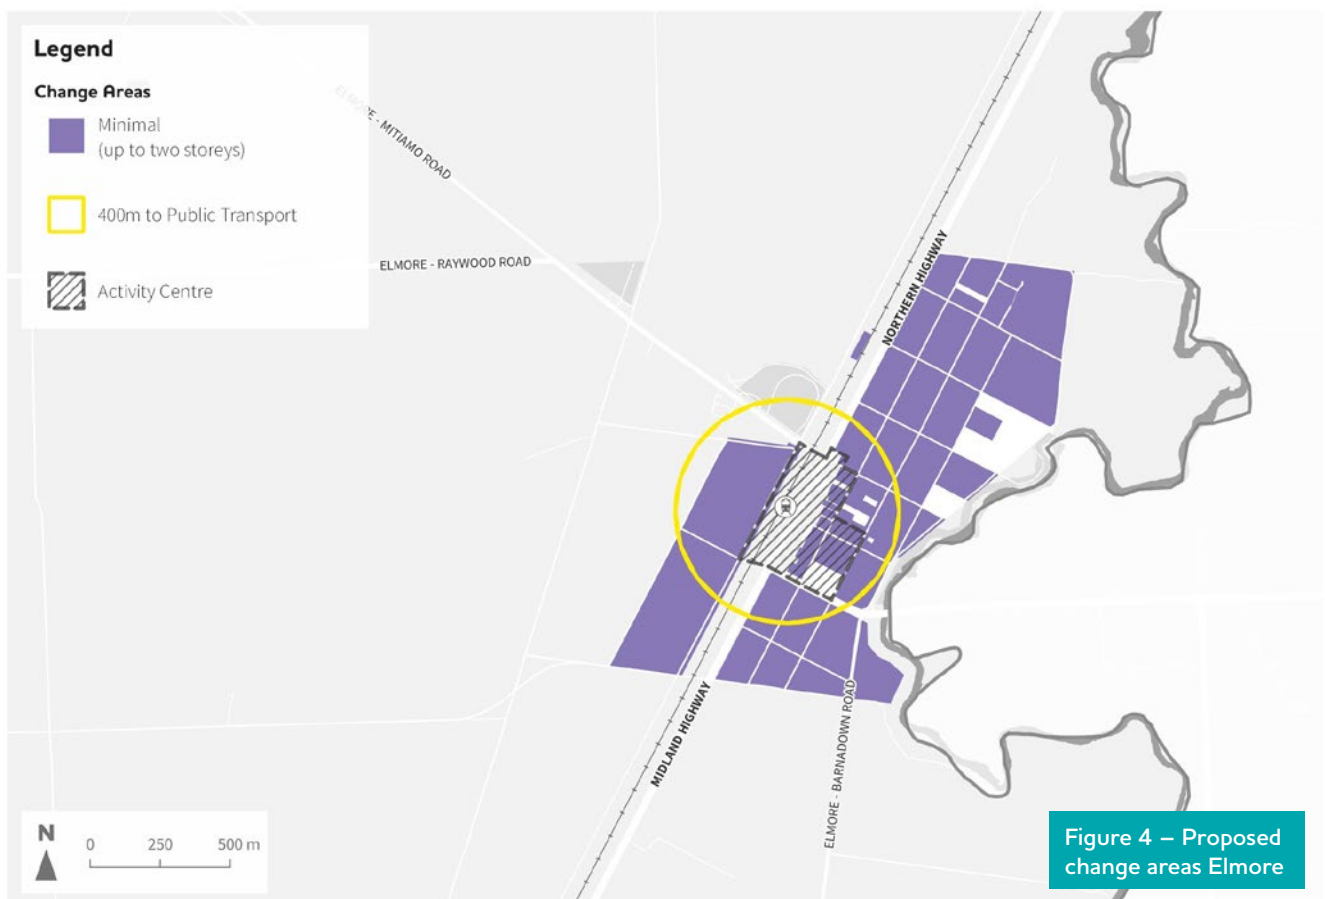 Legend
Change Areas
Minimal
(up to two storeys)
400m to Public Transport
Activity Centre
ELMORE - MITIAMO ROAD
ELMORE - RAYWOOD ROAD
NORTHERN HIGHWAY
MIDLAND HIGHWAY
ELMORE - BARNADOWN ROAD
N
0 250 500 m
Figure 4 – Proposed
change areas Elmore